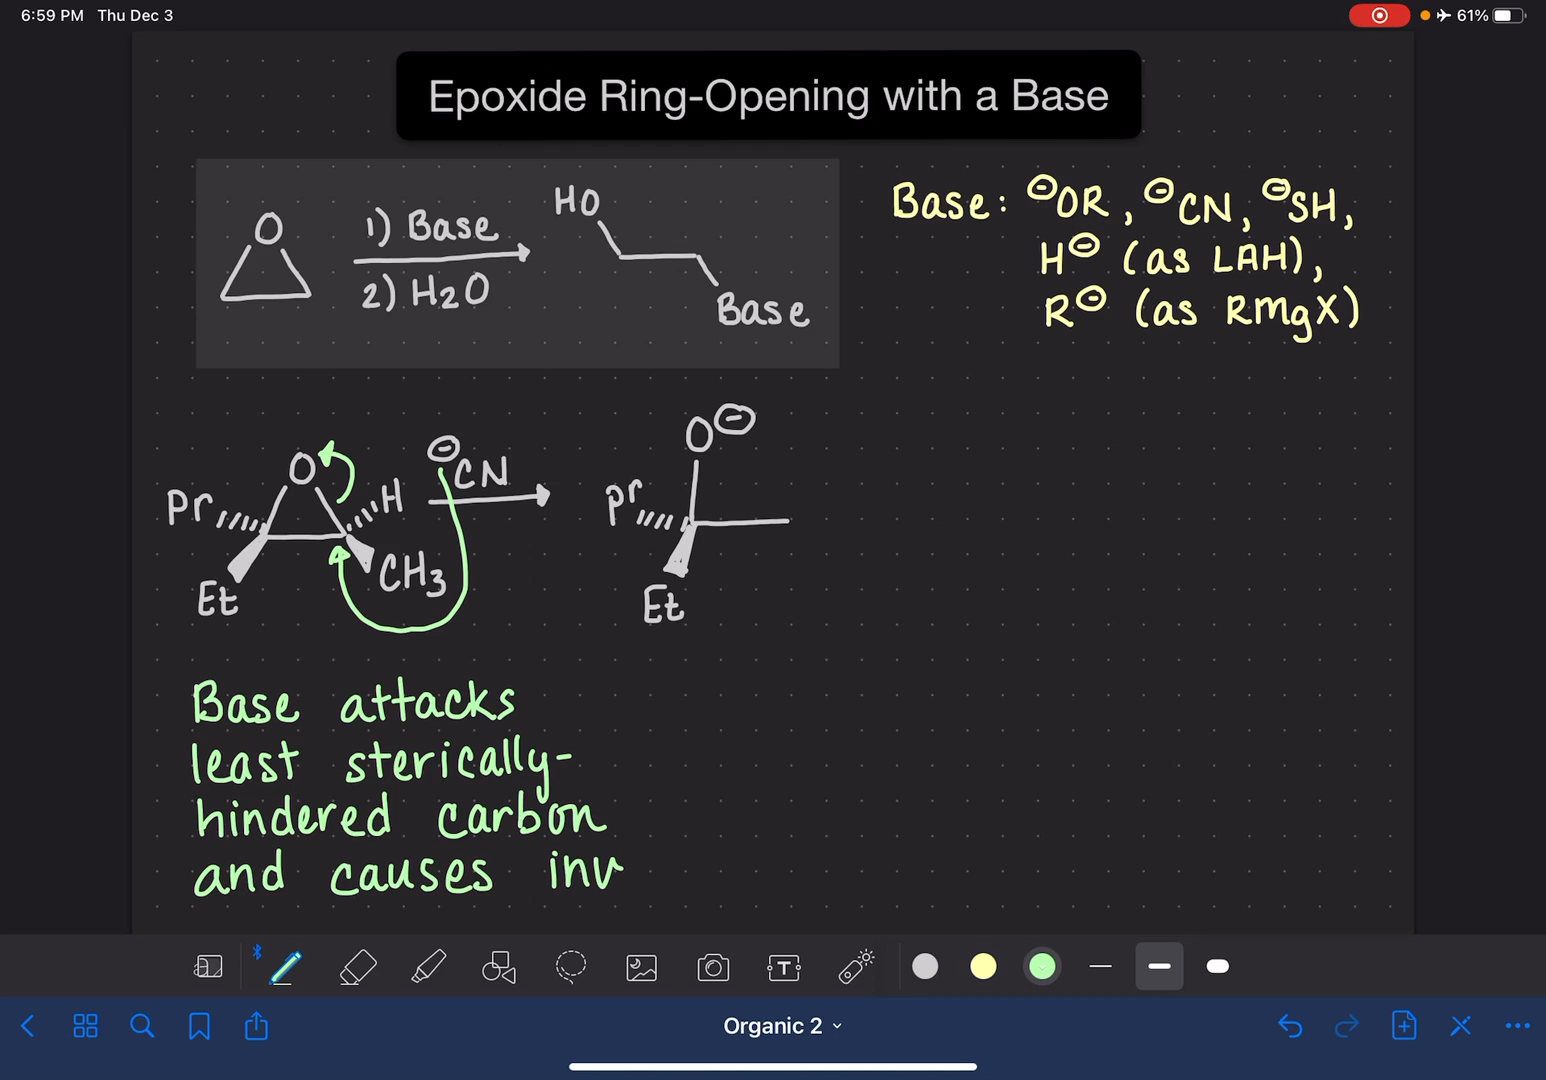 6:59 PM Thu Dec 3
61%
Epoxide Ring-Opening with a Base
O
1) Base
2) H2O
HO
Base
Base: ⊖OR, ⊖CN, ⊖SH,
H⊖ (as LAH),
R⊖ (as RMgX)
O
Pr
H
Et
CH3
⊖CN
O⊖
Pr
Et
Base attacks
least sterically-
hindered carbon
and causes inv
T
Organic 2